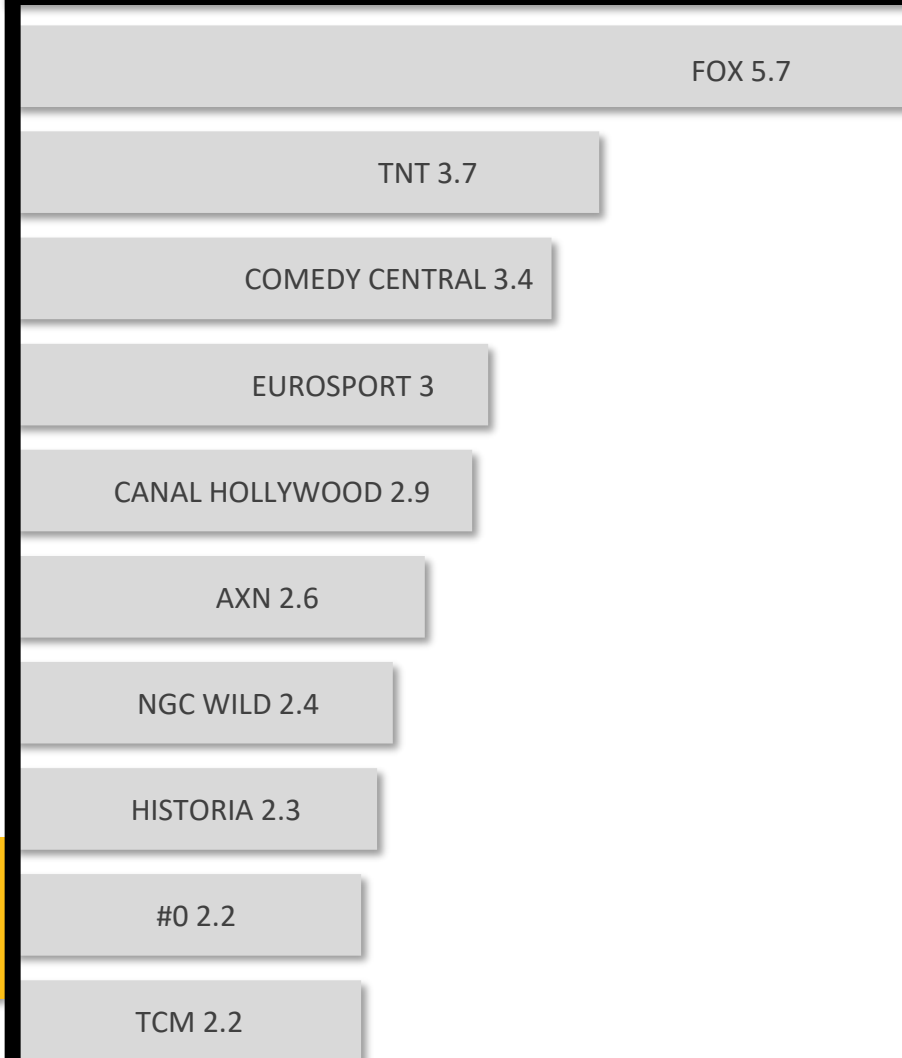 FOX 5.7
TNT 3.7
COMEDY CENTRAL 3.4
EUROSPORT 3
CANAL HOLLYWOOD 2.9
AXN 2.6
NGC WILD 2.4
HISTORIA 2.3
#0 2.2
TCM 2.2